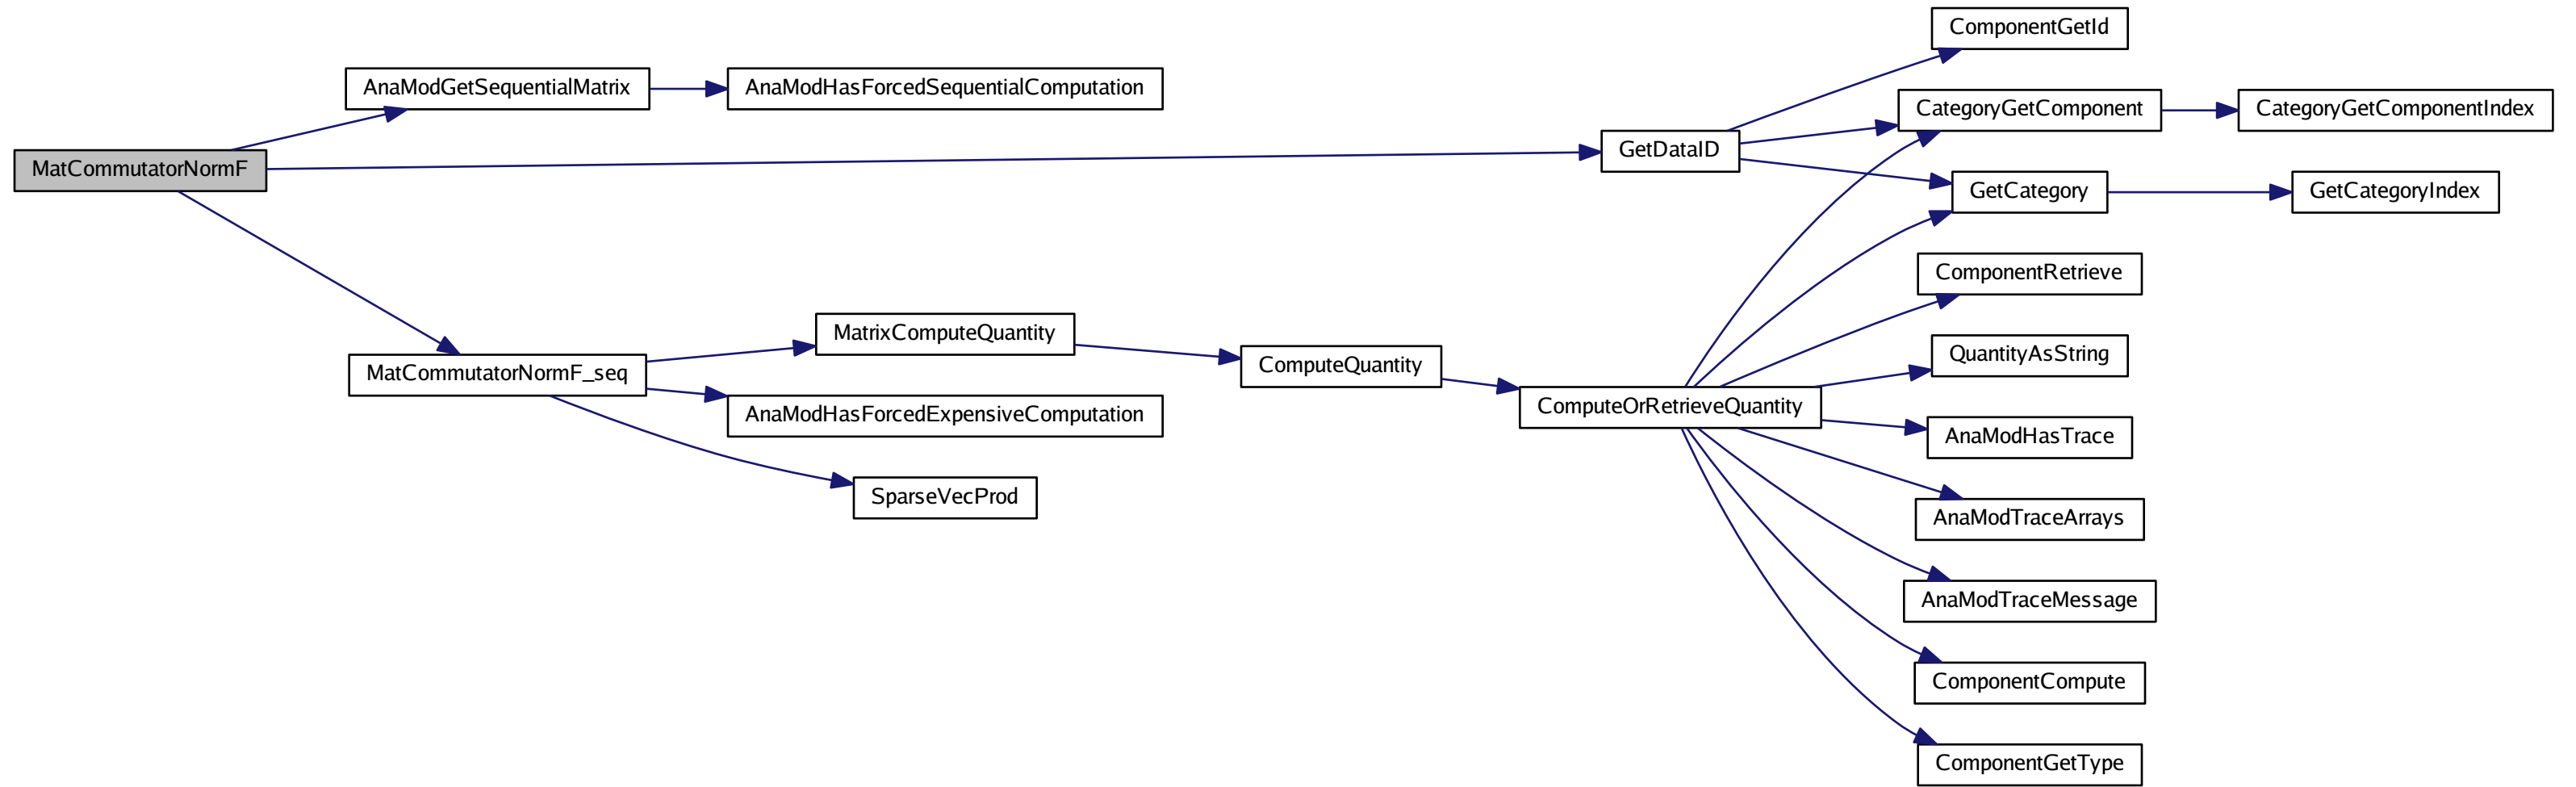 MatCommutatorNormF
AnaModGetSequentialMatrix
AnaModHasForcedSequentialComputation
MatCommutatorNormF_seq
MatrixComputeQuantity
AnaModHasForcedExpensiveComputation
SparseVecProd
ComputeQuantity
ComputeOrRetrieveQuantity
GetDataID
ComponentGetId
CategoryGetComponent
CategoryGetComponentIndex
GetCategory
GetCategoryIndex
ComponentRetrieve
QuantityAsString
AnaModHasTrace
AnaModTraceArrays
AnaModTraceMessage
ComponentCompute
ComponentGetType